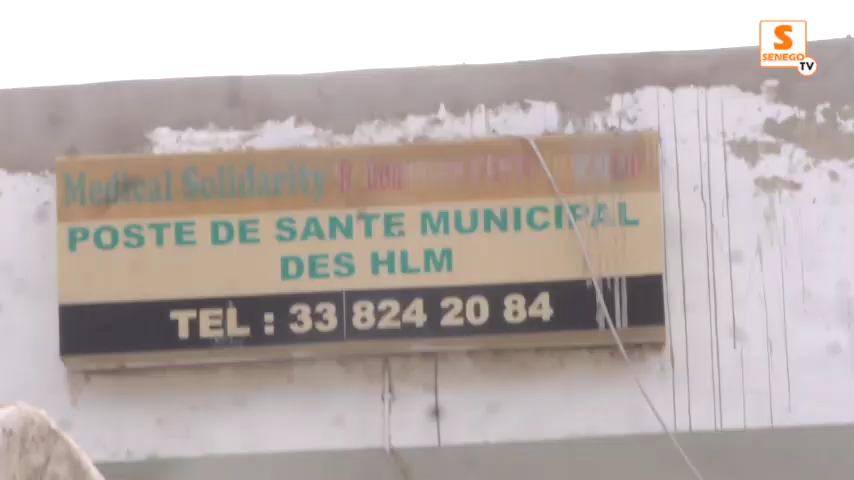 S
SENEGO
TV
Medical Solidarity
POSTE DE SANTE MUNICIPAL
DES HLM
TEL : 33 824 20 84